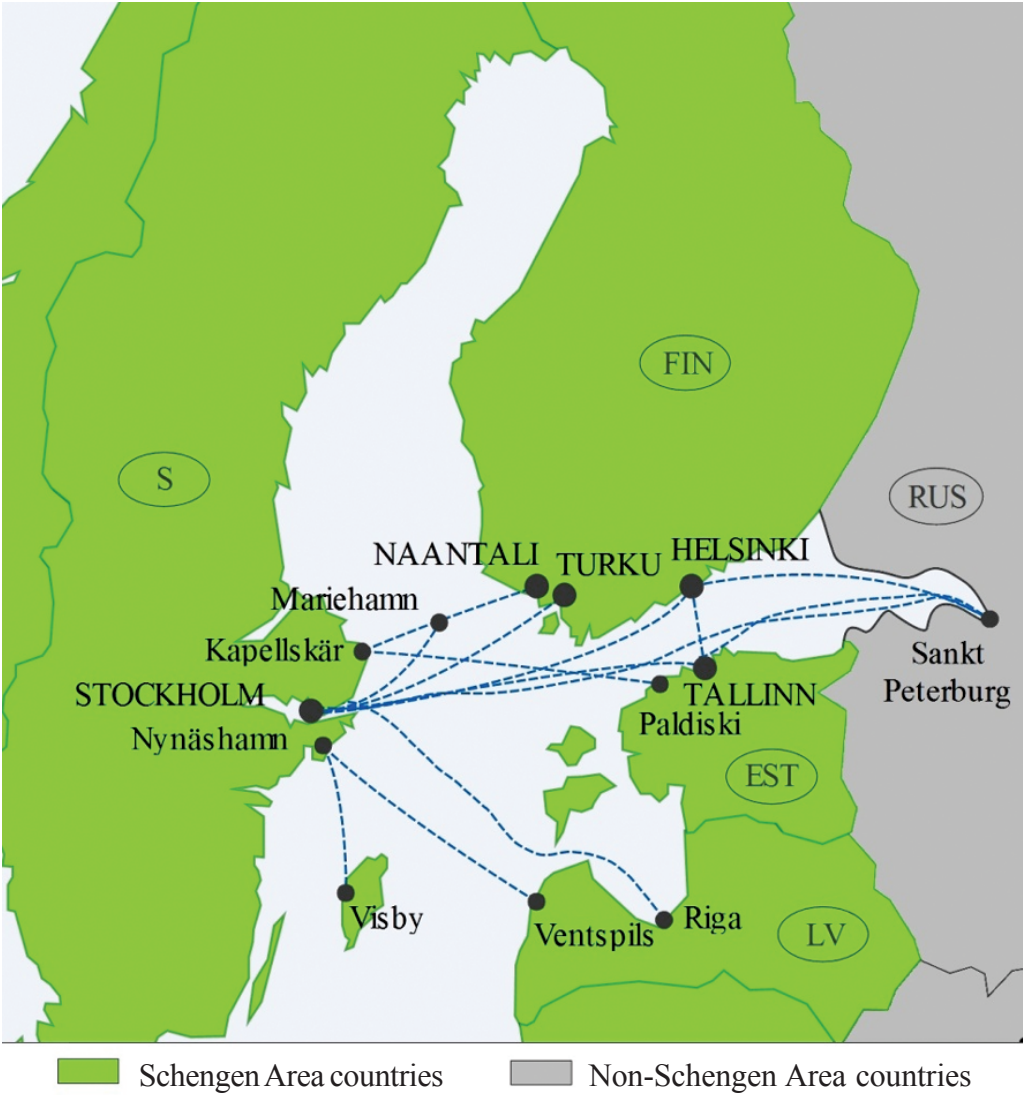 FIN
S
RUS
NAANTALI
TURKU
HELSINKI
Mariehamn
Kapellskär
STOCKHOLM
Nynäshamn
Sankt
Peterburg
TALLINN
Paldiski
EST
Visby
Ventspils
Riga
LV
Schengen Area countries
Non-Schengen Area countries